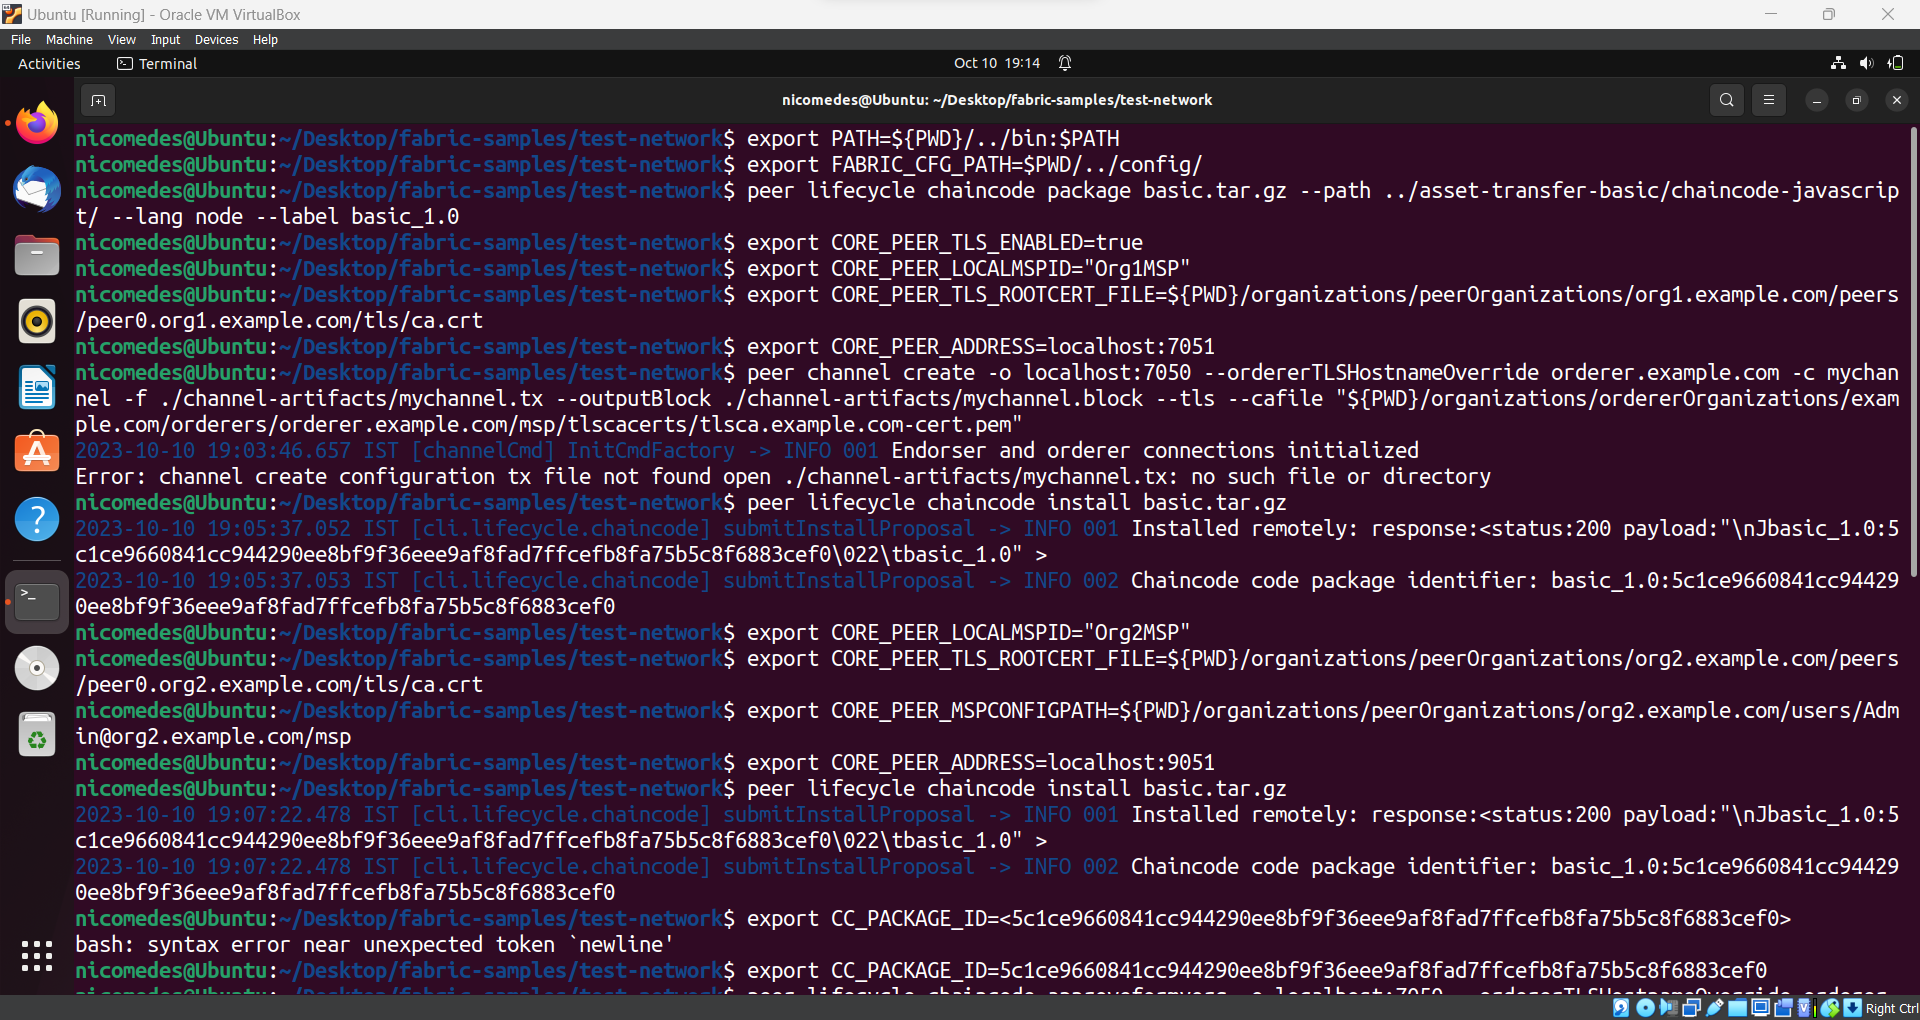 Ubuntu [Running] - Oracle VM VirtualBox
File Machine View Input Devices Help
Activities Terminal Oct 10 19:14
nicomedes@Ubuntu: ~/Desktop/fabric-samples/test-network
nicomedes@Ubuntu:~/Desktop/fabric-samples/test-network$ export PATH=${PWD}/../bin:$PATH
nicomedes@Ubuntu:~/Desktop/fabric-samples/test-network$ export FABRIC_CFG_PATH=$PWD/../config/
nicomedes@Ubuntu:~/Desktop/fabric-samples/test-network$ peer lifecycle chaincode package basic.tar.gz --path ../asset-transfer-basic/chaincode-javascrip
t/ --lang node --label basic_1.0
nicomedes@Ubuntu:~/Desktop/fabric-samples/test-network$ export CORE_PEER_TLS_ENABLED=true
nicomedes@Ubuntu:~/Desktop/fabric-samples/test-network$ export CORE_PEER_LOCALMSPID="Org1MSP"
nicomedes@Ubuntu:~/Desktop/fabric-samples/test-network$ export CORE_PEER_TLS_ROOTCERT_FILE=${PWD}/organizations/peerOrganizations/org1.example.com/peers
/peer0.org1.example.com/tls/ca.crt
nicomedes@Ubuntu:~/Desktop/fabric-samples/test-network$ export CORE_PEER_ADDRESS=localhost:7051
nicomedes@Ubuntu:~/Desktop/fabric-samples/test-network$ peer channel create -o localhost:7050 --ordererTLSHostnameOverride orderer.example.com -c mychan
nel -f ./channel-artifacts/mychannel.tx --outputBlock ./channel-artifacts/mychannel.block --tls --cafile "${PWD}/organizations/ordererOrganizations/exam
ple.com/orderers/orderer.example.com/msp/tlscacerts/tlsca.example.com-cert.pem"
2023-10-10 19:03:46.657 IST [channelCmd] InitCmdFactory -> INFO 001 Endorser and orderer connections initialized
Error: channel create configuration tx file not found open ./channel-artifacts/mychannel.tx: no such file or directory
nicomedes@Ubuntu:~/Desktop/fabric-samples/test-network$ peer lifecycle chaincode install basic.tar.gz
2023-10-10 19:05:37.052 IST [cli.lifecycle.chaincode] submitInstallProposal -> INFO 001 Installed remotely: response:<status:200 payload:"\nJbasic_1.0:5
c1ce9660841cc944290ee8bf9f36eee9af8fad7ffcefb8fa75b5c8f6883cef0\022\tbasic_1.0" >
2023-10-10 19:05:37.053 IST [cli.lifecycle.chaincode] submitInstallProposal -> INFO 002 Chaincode code package identifier: basic_1.0:5c1ce9660841cc94429
0ee8bf9f36eee9af8fad7ffcefb8fa75b5c8f6883cef0
nicomedes@Ubuntu:~/Desktop/fabric-samples/test-network$ export CORE_PEER_LOCALMSPID="Org2MSP"
nicomedes@Ubuntu:~/Desktop/fabric-samples/test-network$ export CORE_PEER_TLS_ROOTCERT_FILE=${PWD}/organizations/peerOrganizations/org2.example.com/peers
/peer0.org2.example.com/tls/ca.crt
nicomedes@Ubuntu:~/Desktop/fabric-samples/test-network$ export CORE_PEER_MSPCONFIGPATH=${PWD}/organizations/peerOrganizations/org2.example.com/users/Adm
in@org2.example.com/msp
nicomedes@Ubuntu:~/Desktop/fabric-samples/test-network$ export CORE_PEER_ADDRESS=localhost:9051
nicomedes@Ubuntu:~/Desktop/fabric-samples/test-network$ peer lifecycle chaincode install basic.tar.gz
2023-10-10 19:07:22.478 IST [cli.lifecycle.chaincode] submitInstallProposal -> INFO 001 Installed remotely: response:<status:200 payload:"\nJbasic_1.0:5
c1ce9660841cc944290ee8bf9f36eee9af8fad7ffcefb8fa75b5c8f6883cef0\022\tbasic_1.0" >
2023-10-10 19:07:22.478 IST [cli.lifecycle.chaincode] submitInstallProposal -> INFO 002 Chaincode code package identifier: basic_1.0:5c1ce9660841cc94429
0ee8bf9f36eee9af8fad7ffcefb8fa75b5c8f6883cef0
nicomedes@Ubuntu:~/Desktop/fabric-samples/test-network$ export CC_PACKAGE_ID=<5c1ce9660841cc944290ee8bf9f36eee9af8fad7ffcefb8fa75b5c8f6883cef0>
bash: syntax error near unexpected token `newline'
nicomedes@Ubuntu:~/Desktop/fabric-samples/test-network$ export CC_PACKAGE_ID=5c1ce9660841cc944290ee8bf9f36eee9af8fad7ffcefb8fa75b5c8f6883cef0
nicomedes@Ubuntu:~/Desktop/fabric-samples/test-network$ peer lifecycle chaincode approveformyorg -o localhost:7050 --ordererTLSHostnameOverride orderer
Right Ctrl